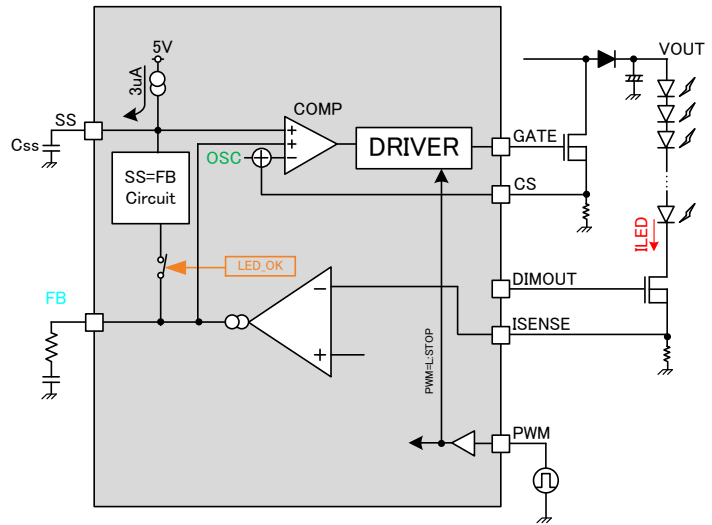 5V
3uA
VOUT
SS
COMP
Css
OSC
DRIVER
GATE
SS=FB
Circuit
CS
ILED
LED_OK
DIMOUT
FB
ISENSE
PWM=L:STOP
PWM